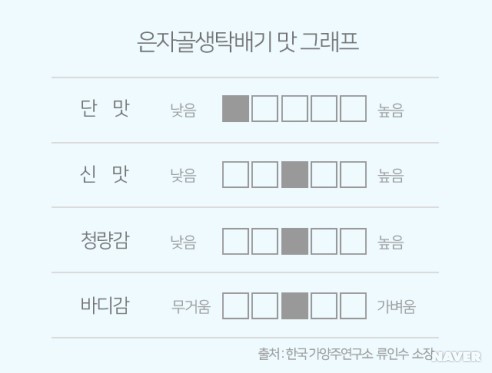 은자골생탁배기 맛 그래프
단 맛 낮음 높음
신 맛 낮음 높음
청량감 낮음 높음
바디감 무거움 가벼움
출처 : 한국가양주연구소 류인수 소장
NAVER